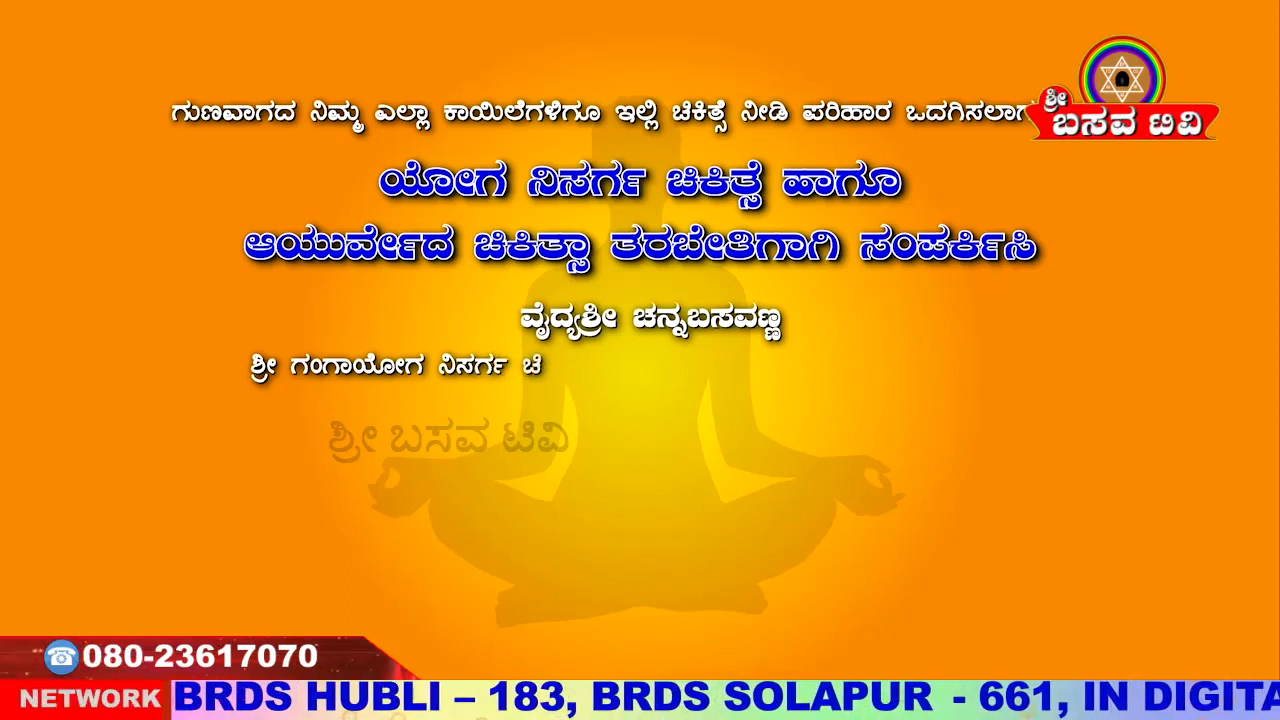 ಗುಣವಾಗದ ನಿಮ್ಮ ಎಲ್ಲಾ ಕಾಯಿಲೆಗಳಿಗೂ ಇಲ್ಲಿ ಚಿಕಿತ್ಸೆ ನೀಡಿ ಪರಿಹಾರ ಒದಗಿಸಲಾಗ
ಶ್ರೀ
ಬಸವ ಟಿವಿ
ಯೋಗ ನಿಸರ್ಗ ಚಿಕಿತ್ಸೆ ಹಾಗೂ
ಆಯುರ್ವೇದ ಚಿಕಿತ್ಸಾ ತರಬೇತಿಗಾಗಿ ಸಂಪರ್ಕಿಸಿ
ವೈದ್ಯಶ್ರೀ ಚನ್ನಬಸವಣ್ಣ
ಶ್ರೀ ಗಂಗಾಯೋಗ ನಿಸರ್ಗ ಚಿ
ಶ್ರೀ ಬಸವ ಟಿವಿ
☎080-23617070
NETWORK BRDS HUBLI – 183, BRDS SOLAPUR - 661, IN DIGITA